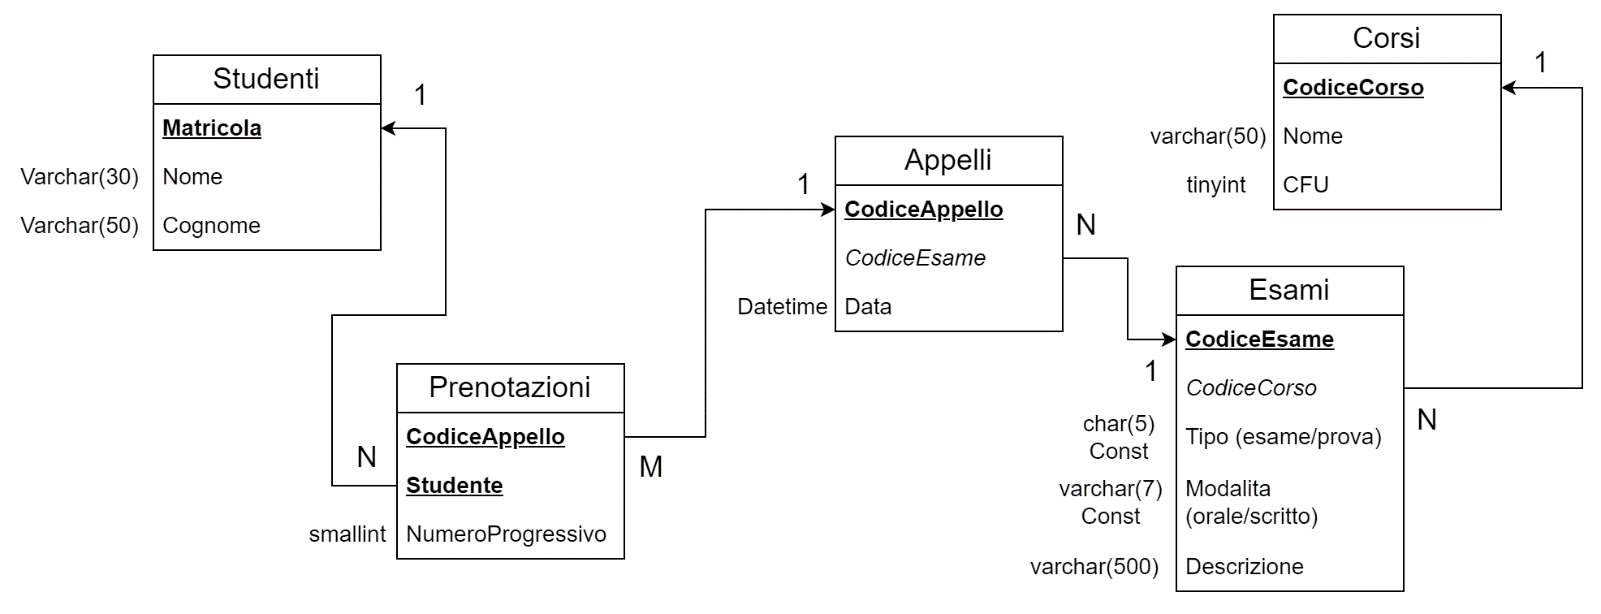 Studenti
1
Matricola
Varchar(30) Nome
Varchar(50) Cognome
Prenotazioni
CodiceAppello
N
M
Studente
smallint NumeroProgressivo
Appelli
1
CodiceAppello
N
CodiceEsame
Datetime Data
Corsi
1
CodiceCorso
varchar(50) Nome
tinyint CFU
Esami
CodiceEsame
1
CodiceCorso
N
char(5)
Const
Tipo (esame/prova)
varchar(7)
Const
Modalita
(orale/scritto)
varchar(500) Descrizione